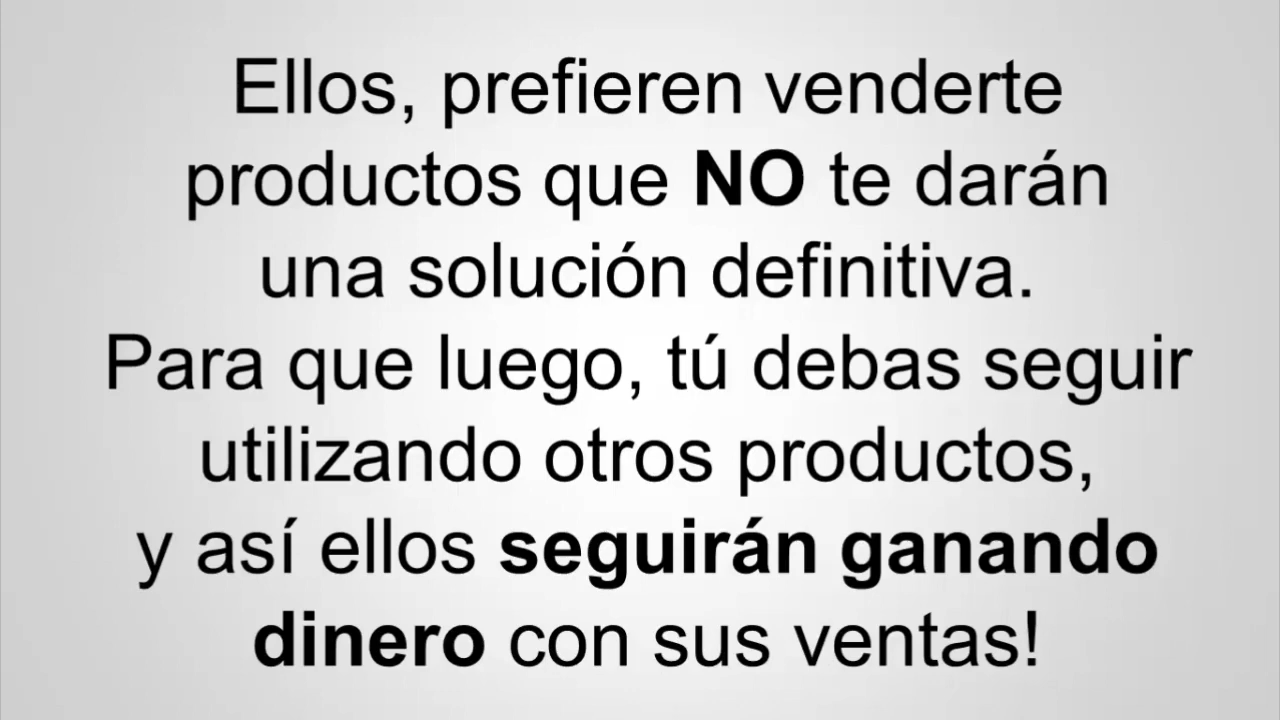 Ellos, prefieren venderte
productos que NO te darán
una solución definitiva.
Para que luego, tú debas seguir
utilizando otros productos,
y así ellos seguirán ganando
dinero con sus ventas!